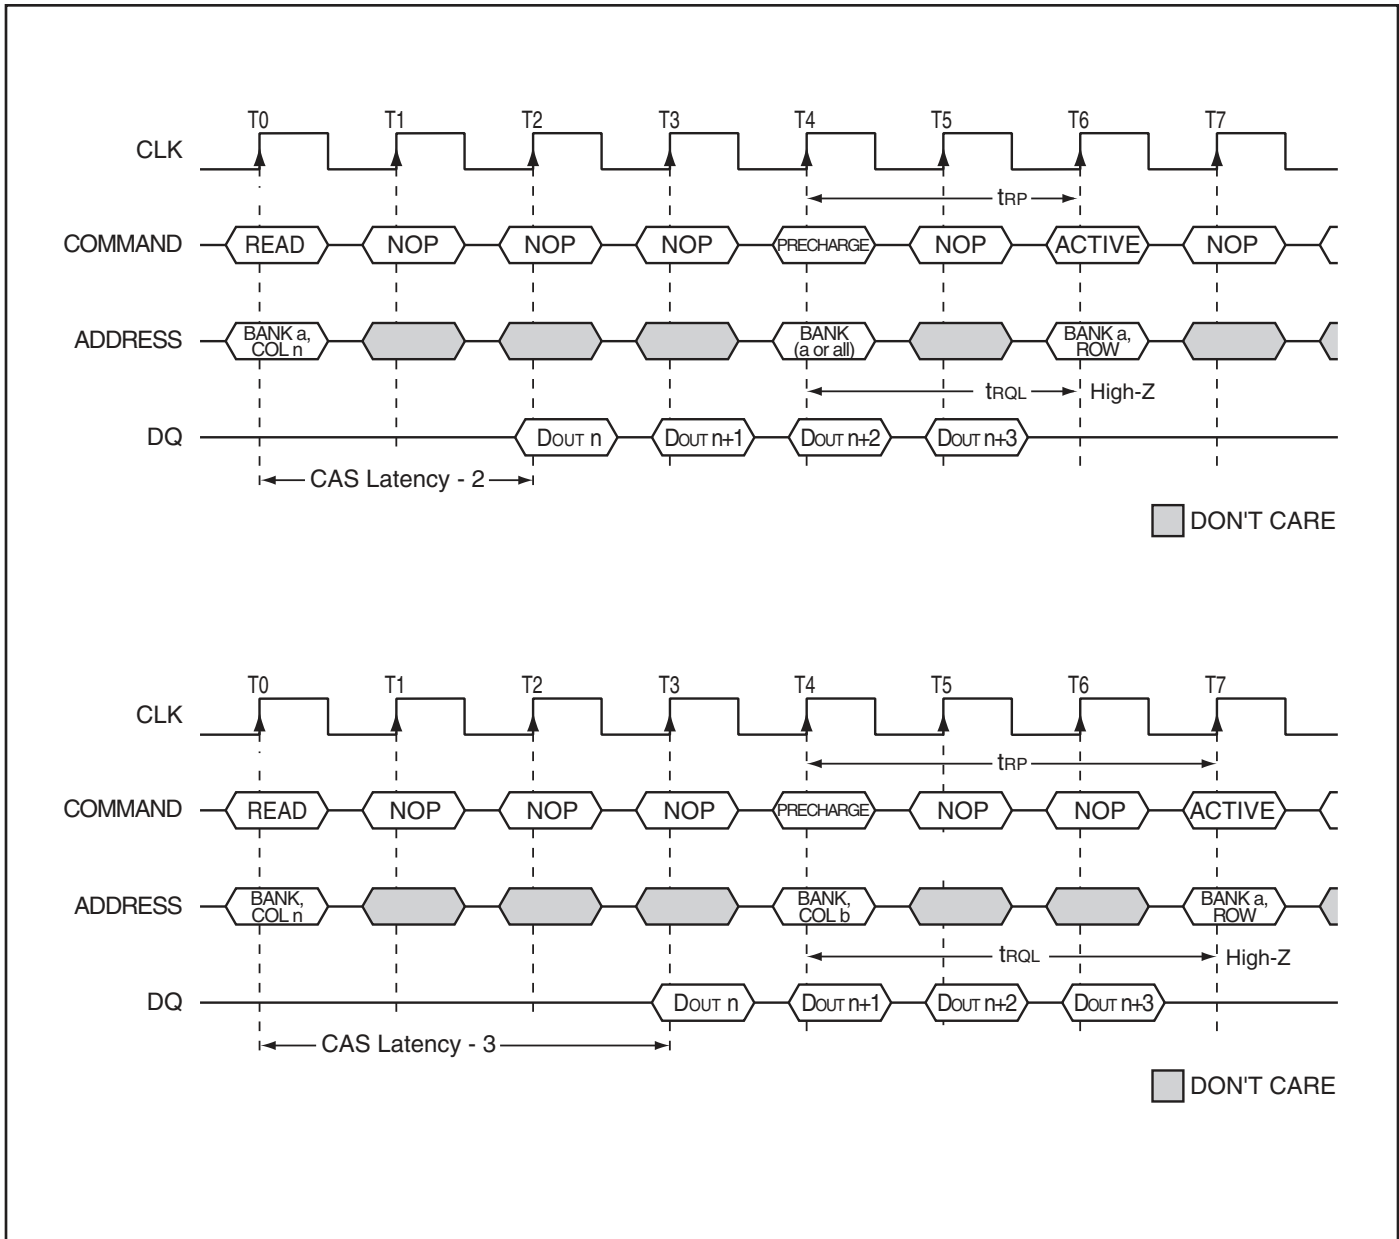 T0 T1 T2 T3 T4 T5 T6 T7
CLK
tRP
COMMAND READ NOP NOP NOP PRECHARGE NOP ACTIVE NOP
ADDRESS BANK a, BANK BANK a,
COL n (a or all) ROW
tRQL High-Z
DQ DOUT n DOUT n+1 DOUT n+2 DOUT n+3
CAS Latency - 2
DON'T CARE
T0 T1 T2 T3 T4 T5 T6 T7
CLK
tRP
COMMAND READ NOP NOP NOP PRECHARGE NOP NOP ACTIVE
ADDRESS BANK, BANK, BANK a,
COL n COL b ROW
tRQL High-Z
DQ DOUT n DOUT n+1 DOUT n+2 DOUT n+3
CAS Latency - 3
DON'T CARE